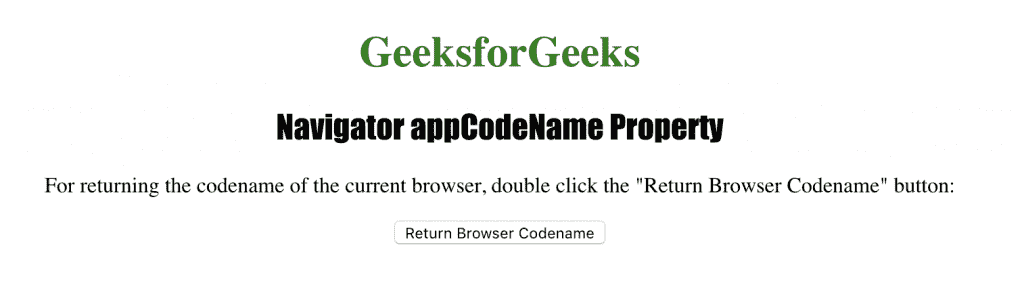 GeeksforGeeks
Navigator appCodeName Property
For returning the codename of the current browser, double click the "Return Browser Codename" button:
Return Browser Codename